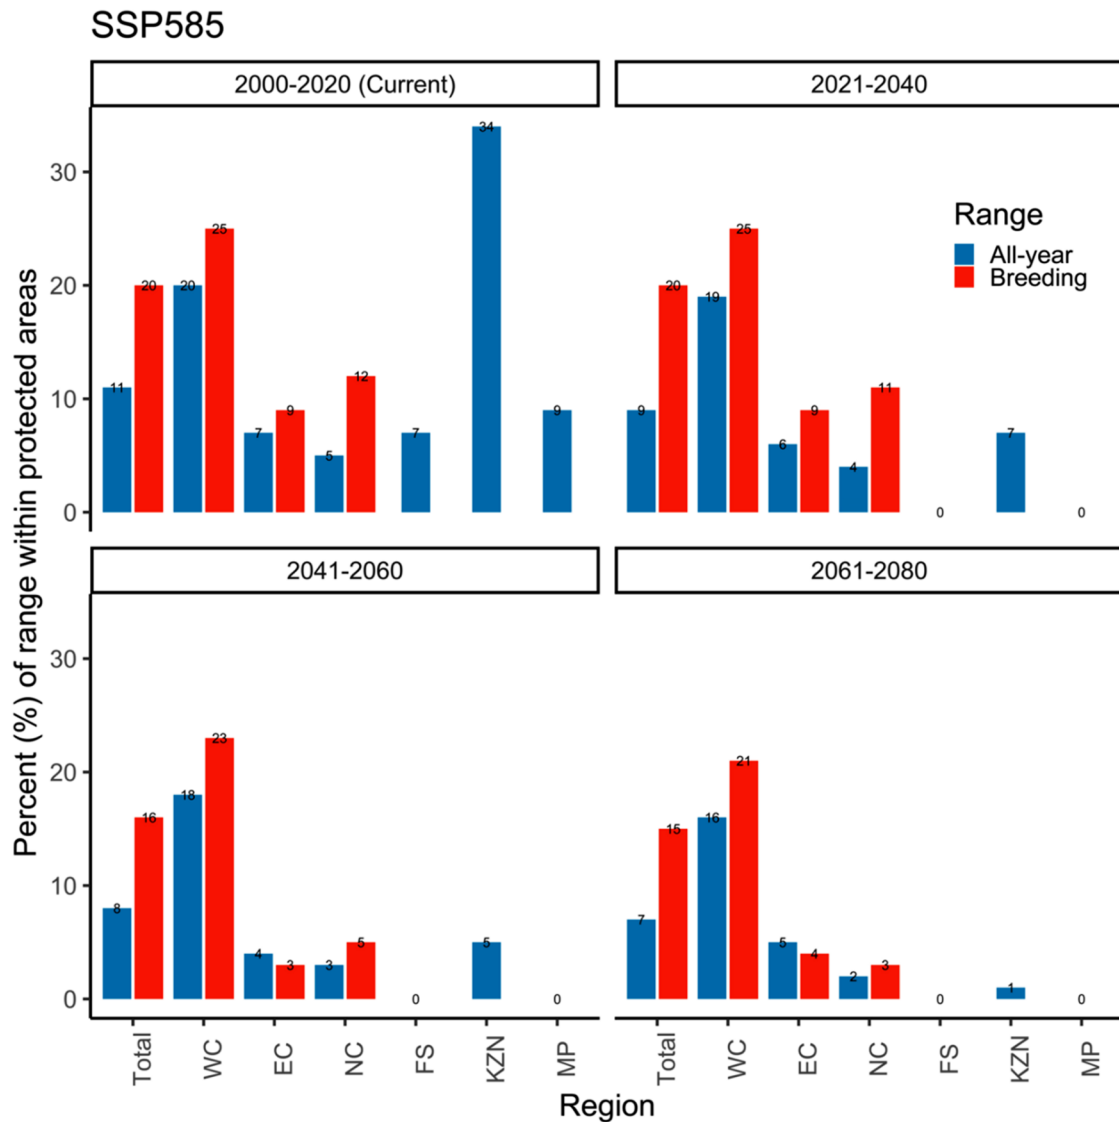 SSP585
2000-2020 (Current)
2021-2040
Percent (%) of range within protected areas
30
20
10
0
11
20
20
25
7
9
5
12
7
34
9
Range
All-year
Breeding
9
20
19
25
6
9
4
11
0
7
0
2041-2060
2061-2080
30
20
10
0
8
16
18
23
4
3
3
5
0
5
0
7
15
16
21
5
4
2
3
0
1
0
Total
WC
EC
NC
FS
KZN
MP
Total
WC
EC
NC
FS
KZN
MP
Region